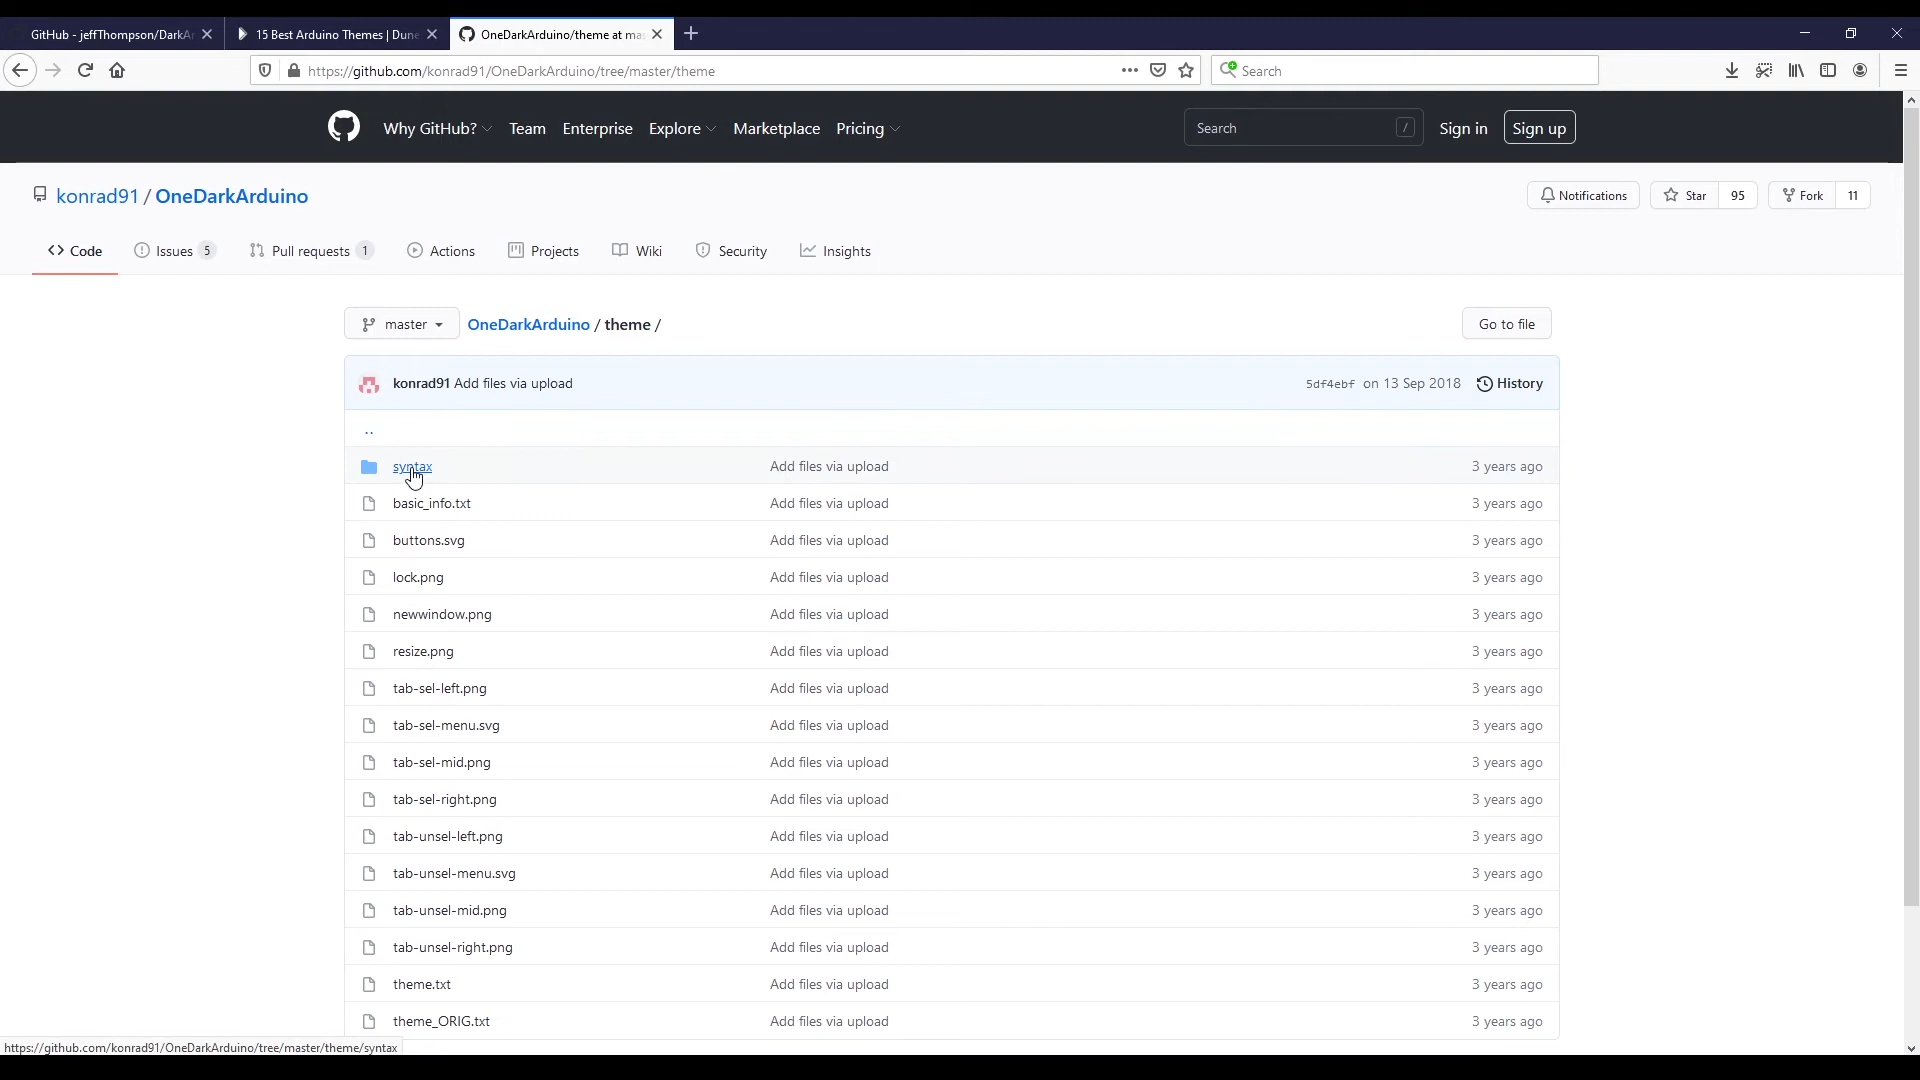 GitHub - jeffThompson/DarkAr
15 Best Arduino Themes | Dune
OneDarkArduino/theme at mas
https://github.com/konrad91/OneDarkArduino/tree/master/theme
Search
Why GitHub? Team Enterprise Explore Marketplace Pricing
Search /
Sign in
Sign up
konrad91 / OneDarkArduino
Notifications
Star 95
Fork 11
<> Code
Issues 5
Pull requests 1
Actions
Projects
Wiki
Security
Insights
master
OneDarkArduino / theme /
Go to file
konrad91 Add files via upload 5df4ebf on 13 Sep 2018 History
..
syntax Add files via upload 3 years ago
basic_info.txt Add files via upload 3 years ago
buttons.svg Add files via upload 3 years ago
lock.png Add files via upload 3 years ago
newwindow.png Add files via upload 3 years ago
resize.png Add files via upload 3 years ago
tab-sel-left.png Add files via upload 3 years ago
tab-sel-menu.svg Add files via upload 3 years ago
tab-sel-mid.png Add files via upload 3 years ago
tab-sel-right.png Add files via upload 3 years ago
tab-unsel-left.png Add files via upload 3 years ago
tab-unsel-menu.svg Add files via upload 3 years ago
tab-unsel-mid.png Add files via upload 3 years ago
tab-unsel-right.png Add files via upload 3 years ago
theme.txt Add files via upload 3 years ago
theme_ORIG.txt Add files via upload 3 years ago
https://github.com/konrad91/OneDarkArduino/tree/master/theme/syntax